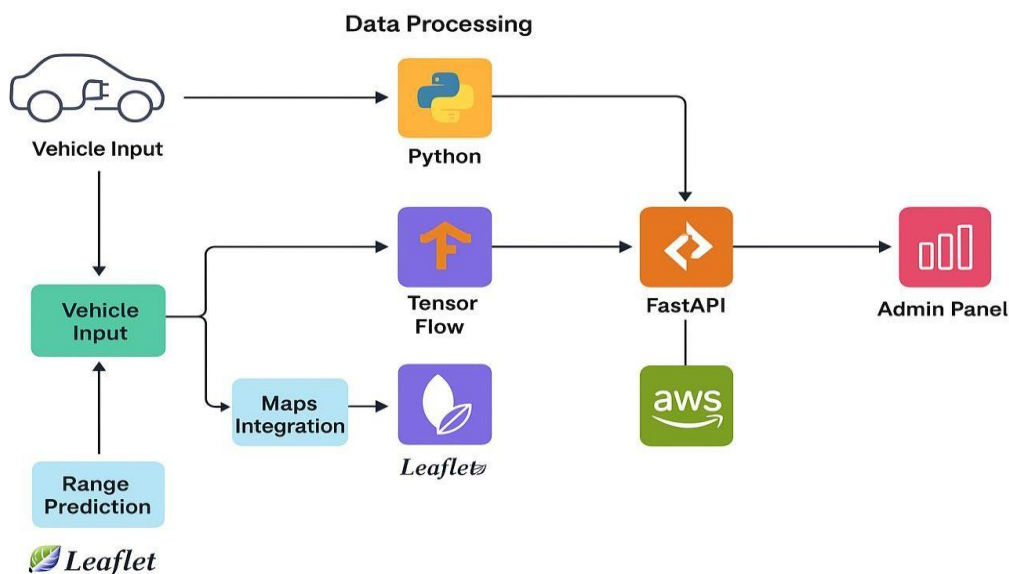 Data Processing
Vehicle Input
Python
Vehicle
Input
Tensor
Flow
FastAPI
Admin Panel
Maps
Integration
aws
Leaflet
Range
Prediction
Leaflet